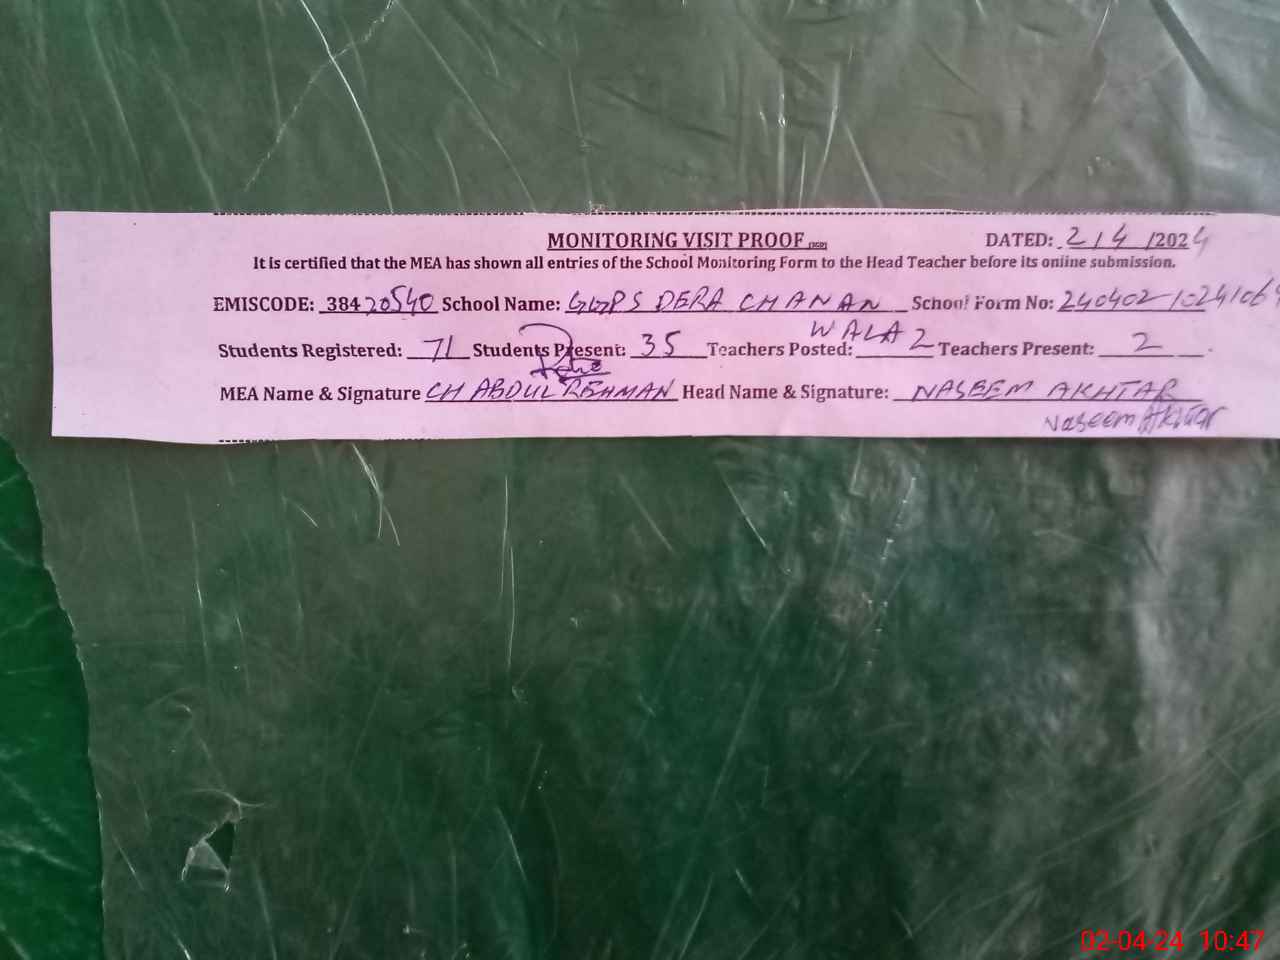 MONITORING VISIT PROOF
DATED: 2/4/2024
It is certified that the MEA has shown all entries of the School Monitoring Form to the Head Teacher before its online submission.
EMISCODE: 38420540 School Name: GGPS DERA CHANAN School Form No: 240402-10241069
WALA
Students Registered: 71 Students Present: 35 Teachers Posted: 2 Teachers Present: 2
MEA Name & Signature CH ABDUL REHMAN Head Name & Signature: NASEEM AKHTAR
Naseem Akhtar
02-04-24 10:47